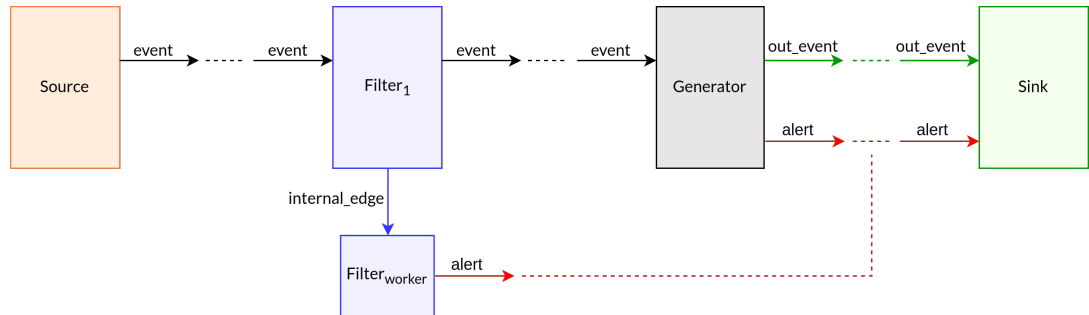 event
event
event
event
out_event
out_event
Source
Filter1
Generator
Sink
alert
alert
internal_edge
Filterworker
alert